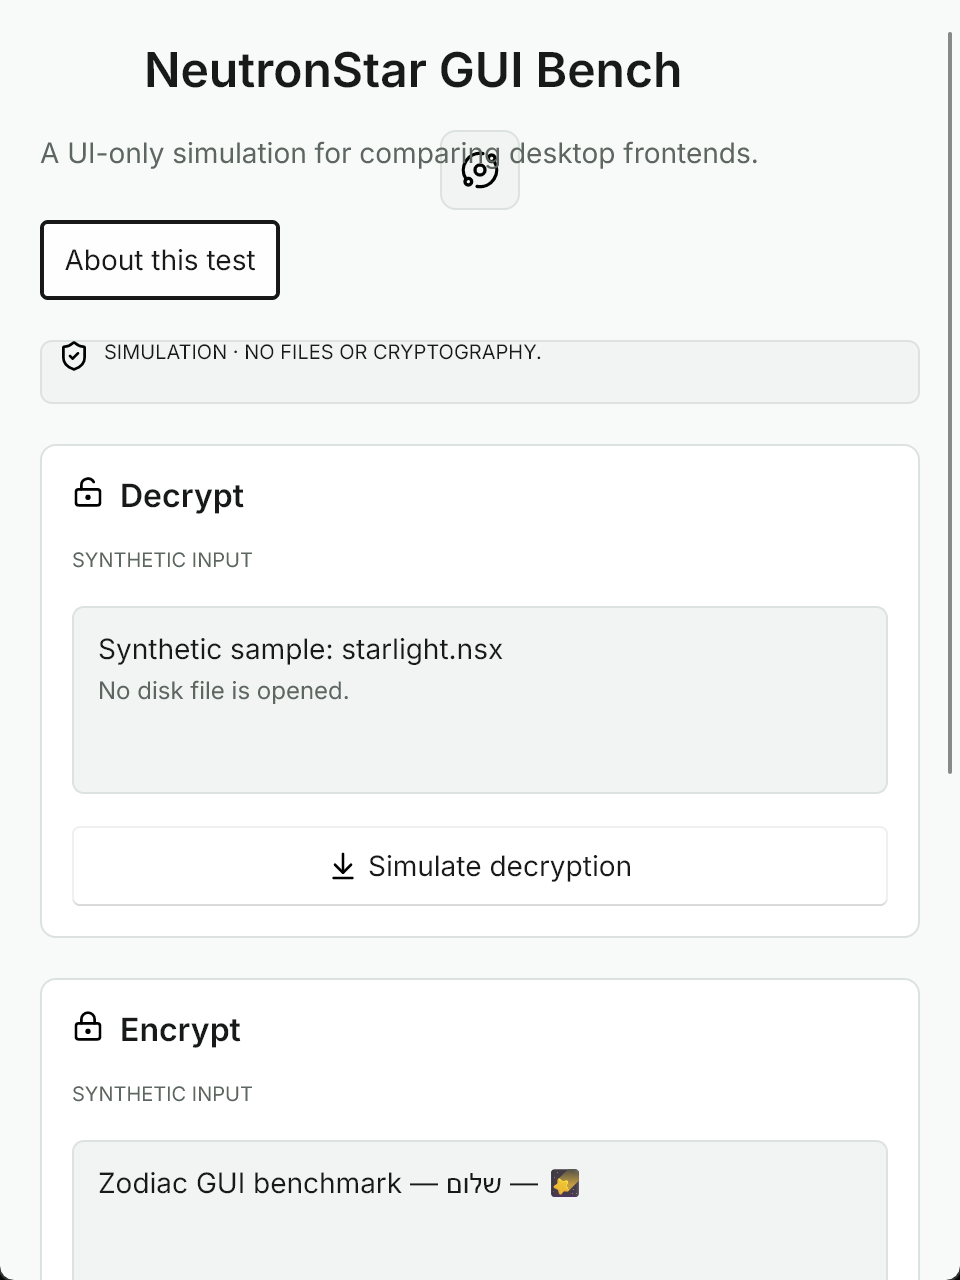 NeutronStar GUI Bench
A UI-only simulation for comparing desktop frontends.
About this test
SIMULATION · NO FILES OR CRYPTOGRAPHY.
Decrypt
SYNTHETIC INPUT
Synthetic sample: starlight.nsx
No disk file is opened.
Simulate decryption
Encrypt
SYNTHETIC INPUT
Zodiac GUI benchmark — שלום — 🌠